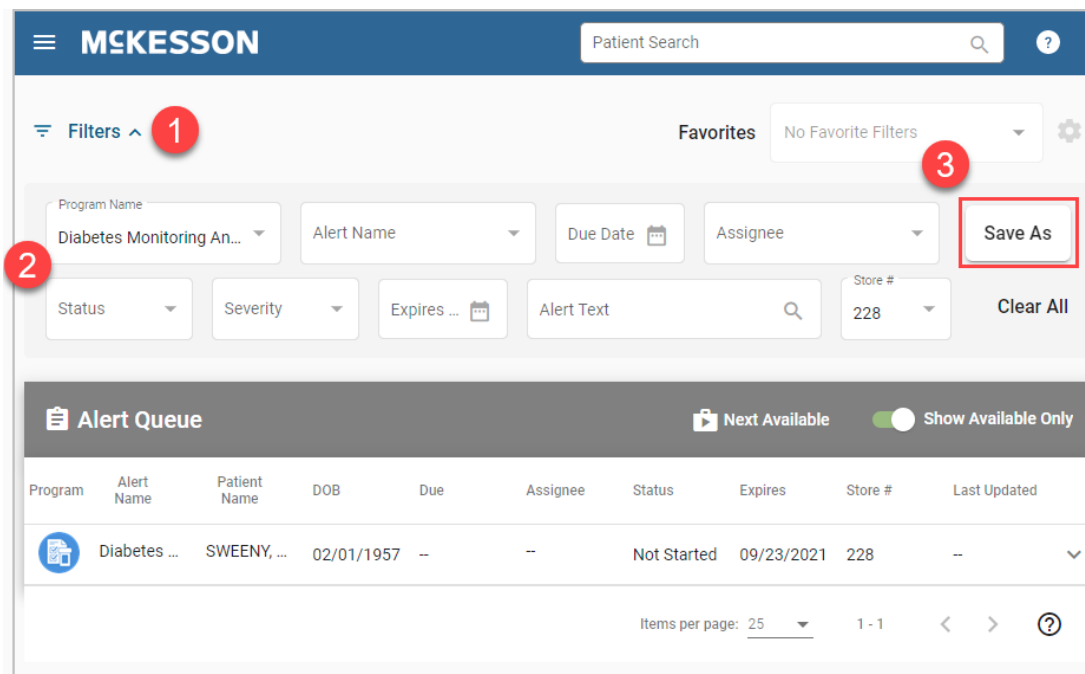 MCKESSON
Patient Search
?
Filters
1
Favorites
No Favorite Filters
3
Program Name
Diabetes Monitoring An...
Alert Name
Due Date
Assignee
Save As
2
Status
Severity
Expires ...
Alert Text
Store #
228
Clear All
Alert Queue
Next Available
Show Available Only
Program
Alert Name
Patient Name
DOB
Due
Assignee
Status
Expires
Store #
Last Updated
Diabetes ...
SWEENY, ...
02/01/1957
--
--
Not Started
09/23/2021
228
--
Items per page: 25
1 - 1
?